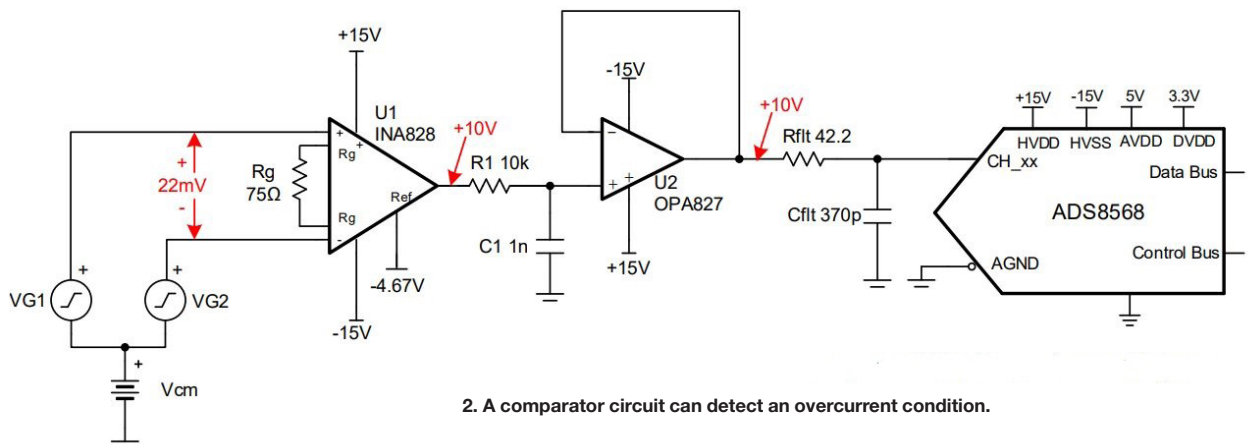 +15V
U1
INA828
+
+
Rg
Rg
75Ω
Rg
Ref
-
+
22mV
-
-4.67V
-15V
+
VG1
+
VG2
+
Vcm
+10V
R1 10k
C1 1n
-15V
−
+
+
U2
OPA827
+15V
+10V
Rflt 42.2
Cflt 370p
+15V
-15V
5V
3.3V
HVDD
HVSS
AVDD
DVDD
CH_xx
Data Bus
ADS8568
Control Bus
AGND
2. A comparator circuit can detect an overcurrent condition.